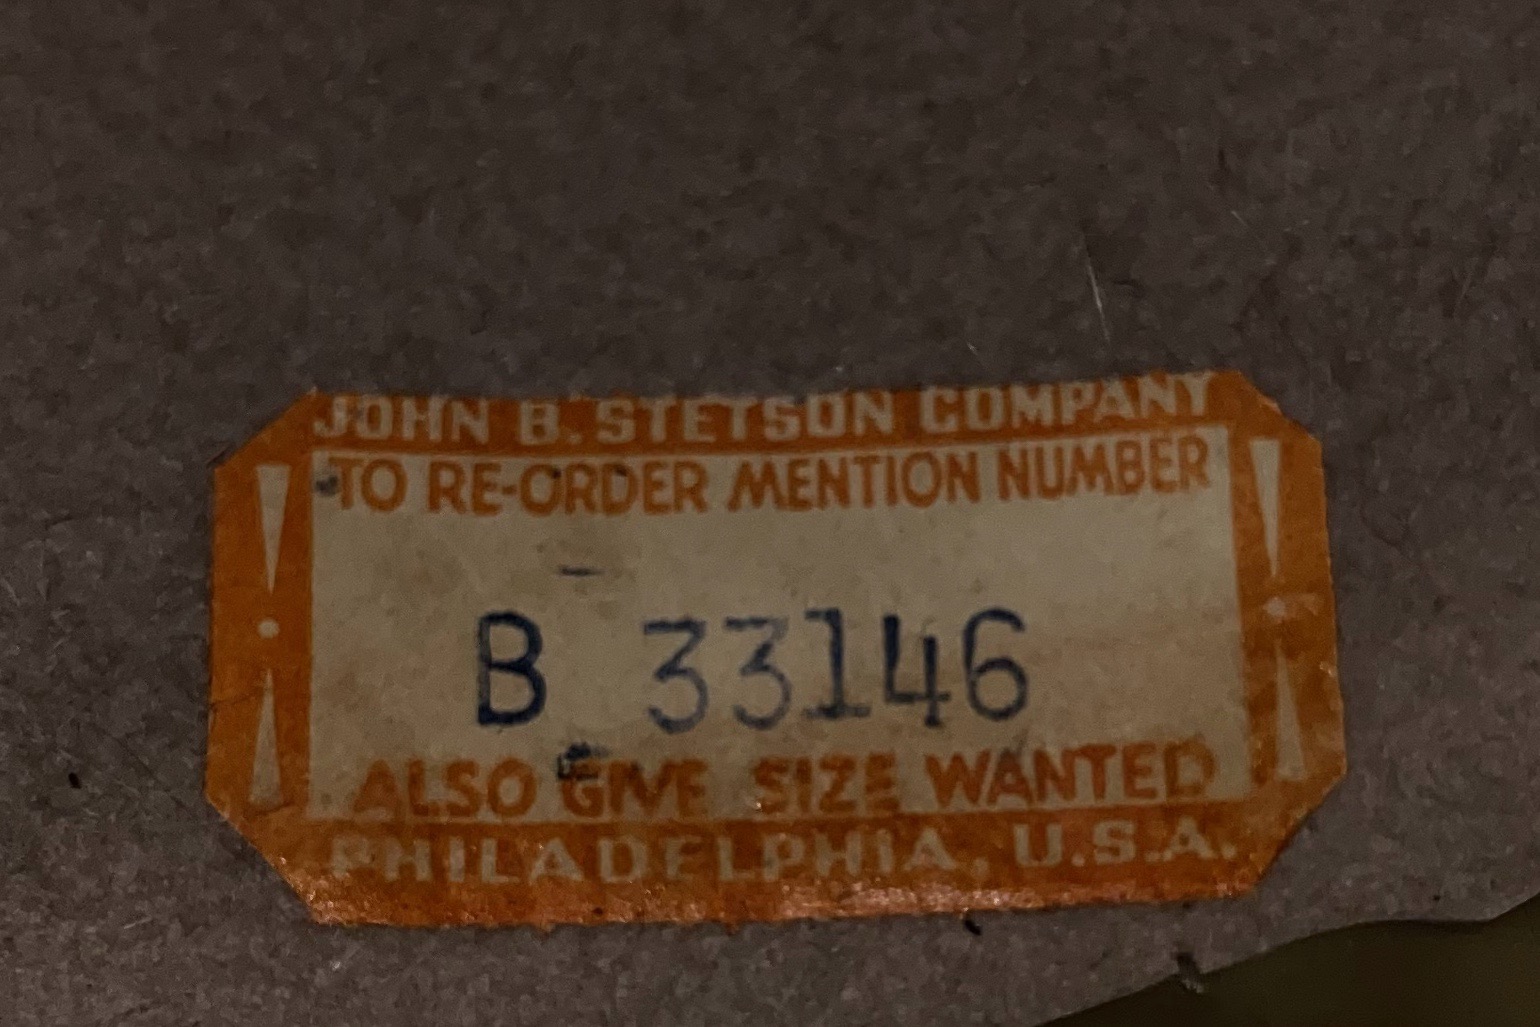 JOHN B. STETSON COMPANY
TO RE-ORDER MENTION NUMBER
B 33146
ALSO GIVE SIZE WANTED
PHILADELPHIA, U.S.A.